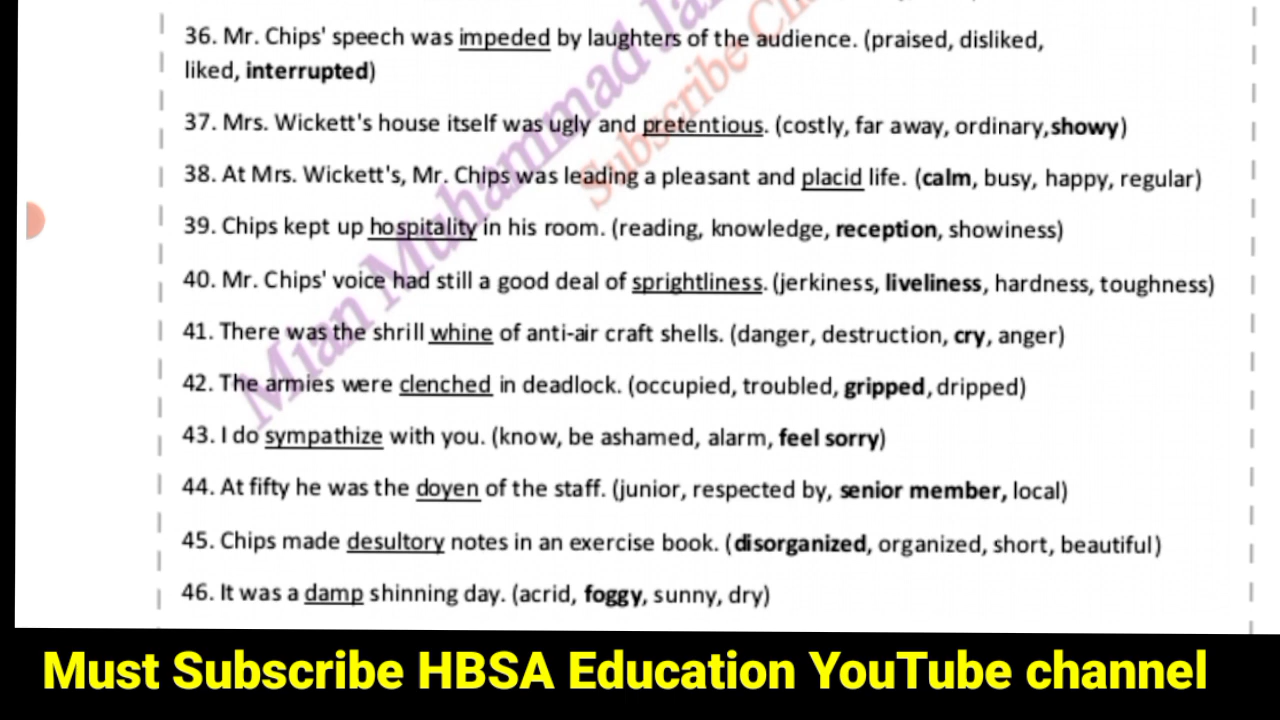 36. Mr. Chips' speech was impeded by laughters of the audience. (praised, disliked,
liked, interrupted)
37. Mrs. Wickett's house itself was ugly and pretentious. (costly, far away, ordinary,showy)
38. At Mrs. Wickett's, Mr. Chips was leading a pleasant and placid life. (calm, busy, happy, regular)
39. Chips kept up hospitality in his room. (reading, knowledge, reception, showiness)
40. Mr. Chips' voice had still a good deal of sprightliness. (jerkiness, liveliness, hardness, toughness)
41. There was the shrill whine of anti-air craft shells. (danger, destruction, cry, anger)
42. The armies were clenched in deadlock. (occupied, troubled, gripped, dripped)
43. I do sympathize with you. (know, be ashamed, alarm, feel sorry)
44. At fifty he was the doyen of the staff. (junior, respected by, senior member, local)
45. Chips made desultory notes in an exercise book. (disorganized, organized, short, beautiful)
46. It was a damp shinning day. (acrid, foggy, sunny, dry)
Mian Muhammad
Subscribe
Must Subscribe HBSA Education YouTube channel